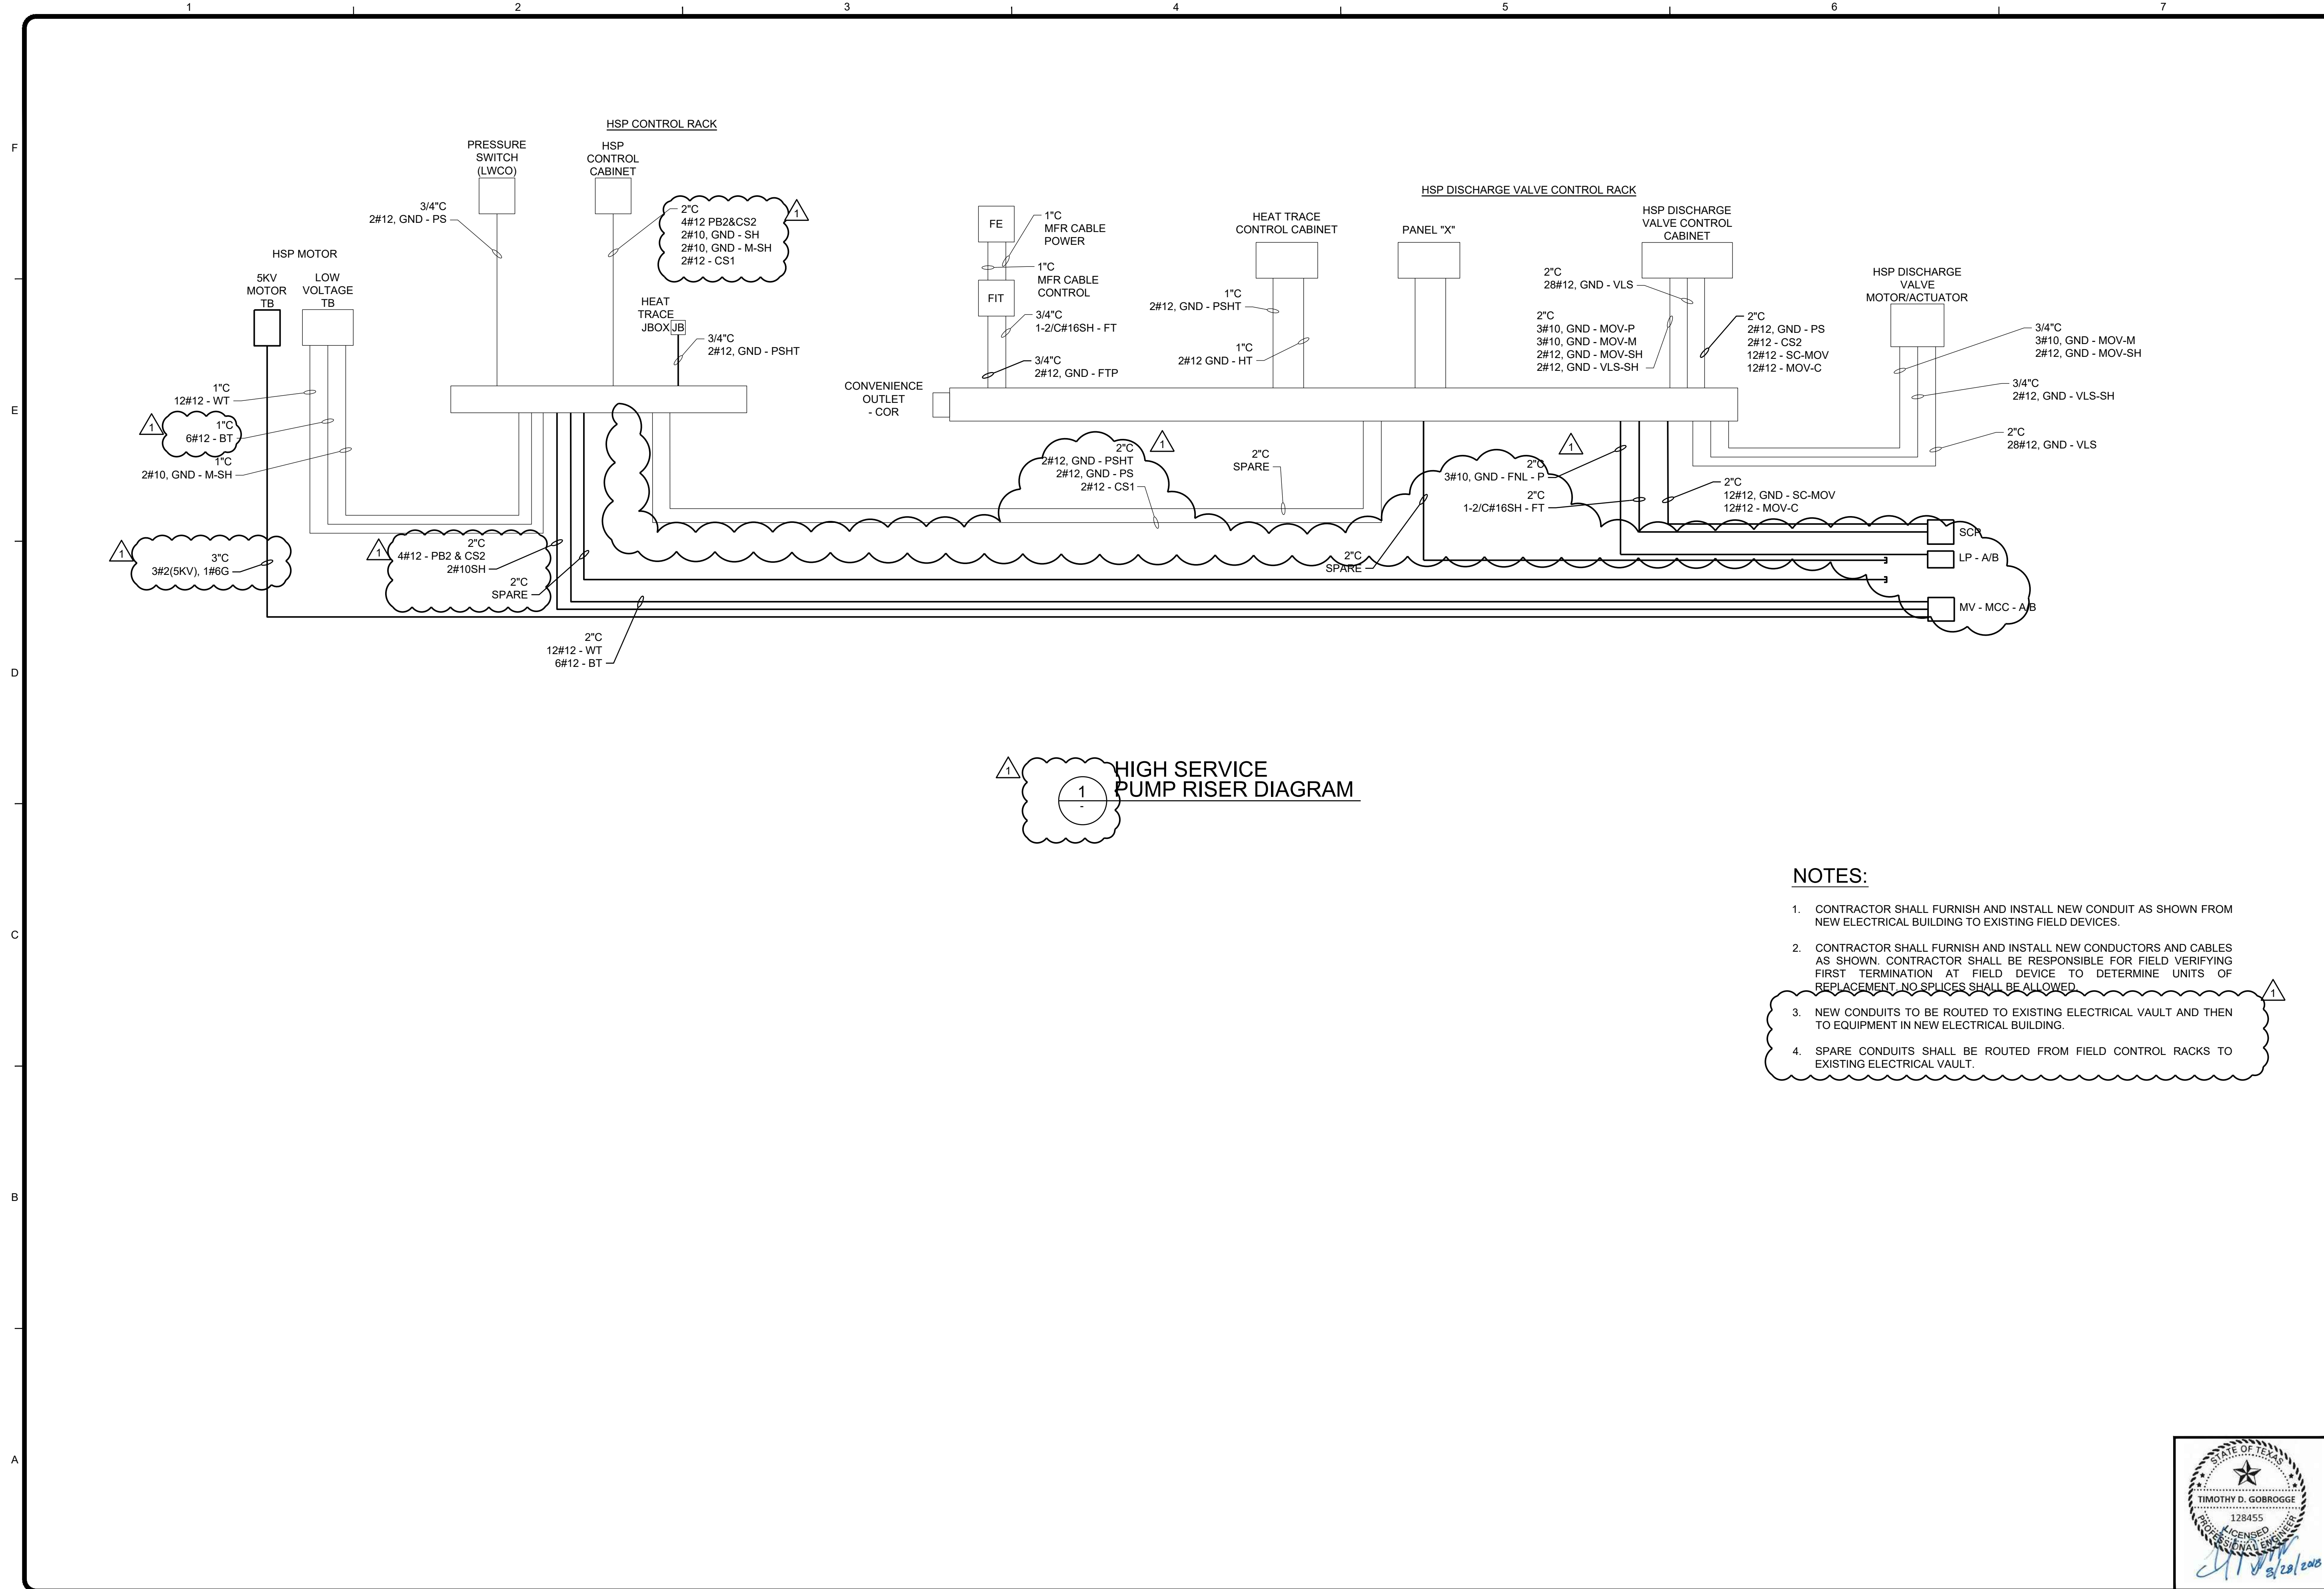 1 2 3 4 5 6 7
F
E
D
C
B
A
HSP CONTROL RACK
PRESSURE
SWITCH
(LWCO)
HSP
CONTROL
CABINET
3/4"C
2#12, GND - PS
2"C
4#12 PB2&CS2
2#10, GND - SH
2#10, GND - M-SH
2#12 - CS1
1
HSP MOTOR
5KV
MOTOR
TB
LOW
VOLTAGE
TB
HEAT
TRACE
JBOX
JB
3/4"C
2#12, GND - PSHT
1"C
12#12 - WT
1
1"C
6#12 - BT
1"C
2#10, GND - M-SH
1
3"C
3#2(5KV), 1#6G
1
2"C
4#12 - PB2 & CS2
2#10SH
2"C
SPARE
2"C
12#12 - WT
6#12 - BT
FE
1"C
MFR CABLE
POWER
1"C
MFR CABLE
CONTROL
FIT
3/4"C
1-2/C#16SH - FT
3/4"C
2#12, GND - FTP
CONVENIENCE
OUTLET
- COR
HSP DISCHARGE VALVE CONTROL RACK
HEAT TRACE
CONTROL CABINET
1"C
2#12, GND - PSHT
1"C
2#12 GND - HT
PANEL "X"
HSP DISCHARGE
VALVE CONTROL
CABINET
2"C
28#12, GND - VLS
2"C
3#10, GND - MOV-P
3#10, GND - MOV-M
2#12, GND - MOV-SH
2#12, GND - VLS-SH
2"C
2#12, GND - PS
2#12 - CS2
12#12 - SC-MOV
12#12 - MOV-C
HSP DISCHARGE
VALVE
MOTOR/ACTUATOR
3/4"C
3#10, GND - MOV-M
2#12, GND - MOV-SH
3/4"C
2#12, GND - VLS-SH
2"C
28#12, GND - VLS
2"C
2#12, GND - PSHT
2#12, GND - PS
2#12 - CS1
1
2"C
SPARE
1
2"C
3#10, GND - FNL - P
2"C
1-2/C#16SH - FT
2"C
12#12, GND - SC-MOV
12#12 - MOV-C
2"C
SPARE
SCP
LP - A/B
MV - MCC - A/B
1
1
-
HIGH SERVICE
PUMP RISER DIAGRAM
NOTES:
1. CONTRACTOR SHALL FURNISH AND INSTALL NEW CONDUIT AS SHOWN FROM
NEW ELECTRICAL BUILDING TO EXISTING FIELD DEVICES.
2. CONTRACTOR SHALL FURNISH AND INSTALL NEW CONDUCTORS AND CABLES
AS SHOWN. CONTRACTOR SHALL BE RESPONSIBLE FOR FIELD VERIFYING
FIRST TERMINATION AT FIELD DEVICE TO DETERMINE UNITS OF
REPLACEMENT. NO SPLICES SHALL BE ALLOWED.
1
3. NEW CONDUITS TO BE ROUTED TO EXISTING ELECTRICAL VAULT AND THEN
TO EQUIPMENT IN NEW ELECTRICAL BUILDING.
4. SPARE CONDUITS SHALL BE ROUTED FROM FIELD CONTROL RACKS TO
EXISTING ELECTRICAL VAULT.
STATE OF TEXAS
TIMOTHY D. GOBROGGE
128455
LICENSED
PROFESSIONAL ENGINEER
8/28/2018